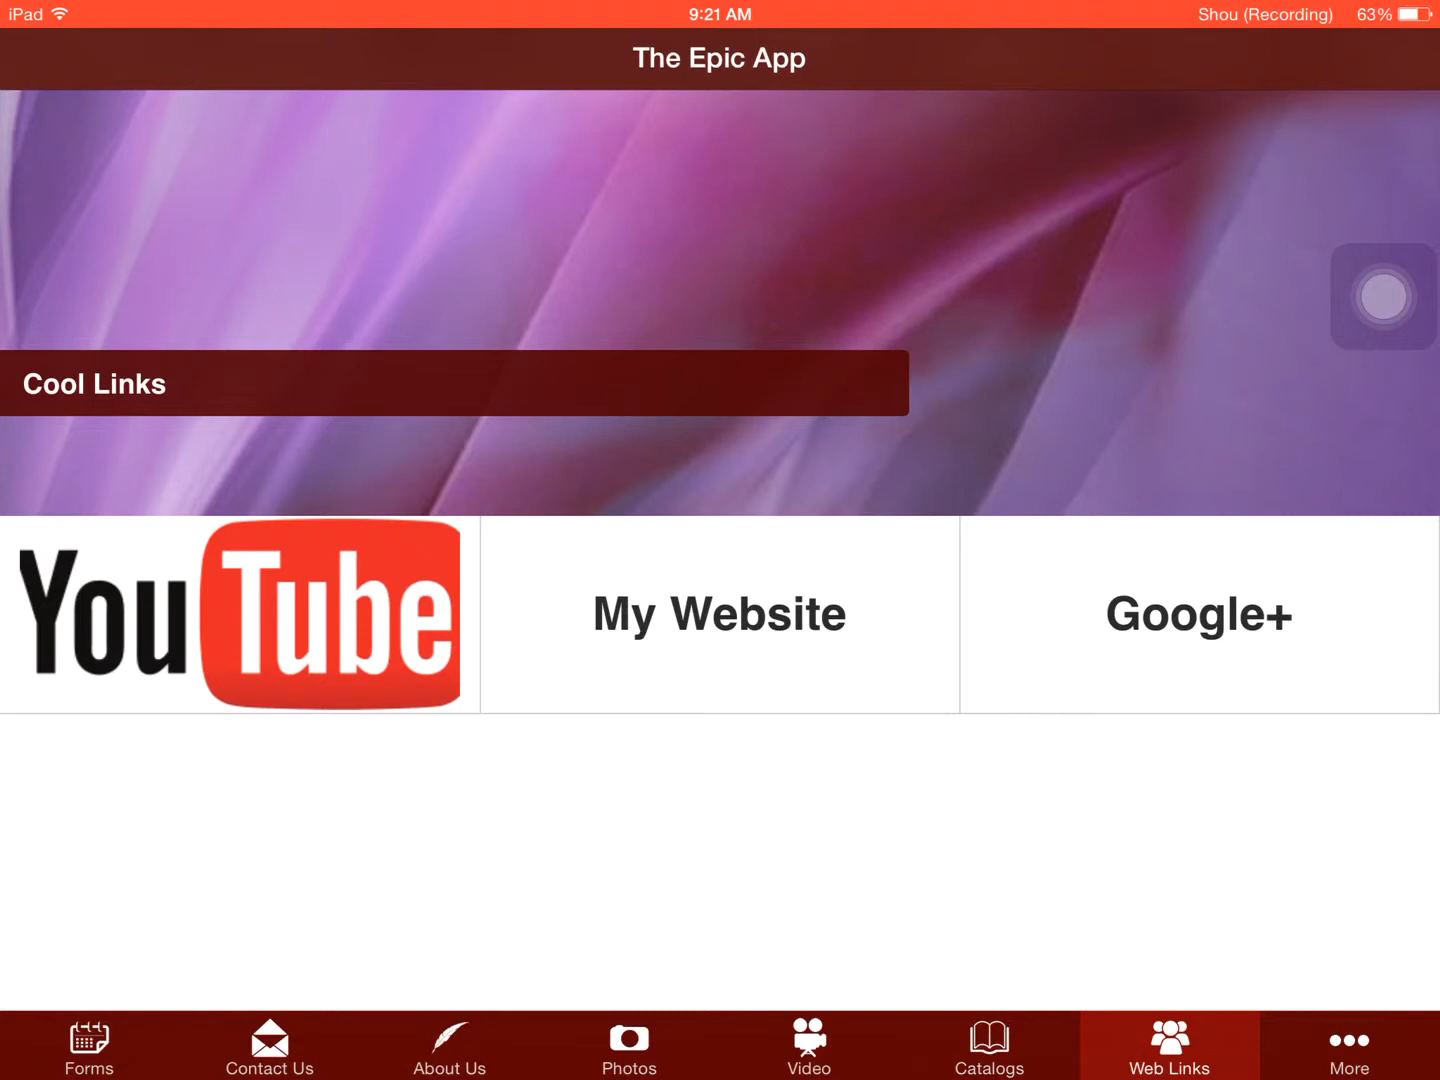 iPad 9:21 AM Shou (Recording) 63%
The Epic App
Cool Links
YouTube My Website Google+
Forms Contact Us About Us Photos Video Catalogs Web Links More